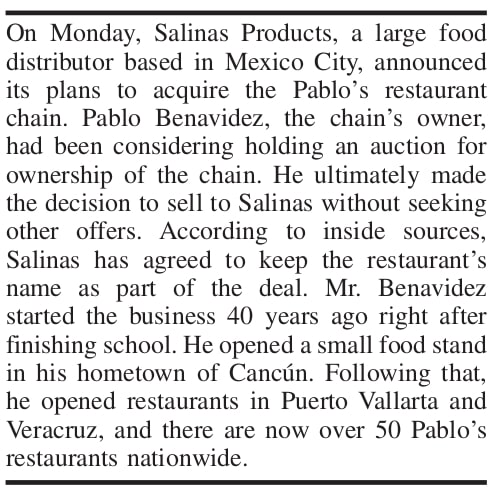 On Monday, Salinas Products, a large food
distributor based in Mexico City, announced
its plans to acquire the Pablo's restaurant
chain. Pablo Benavidez, the chain's owner,
had been considering holding an auction for
ownership of the chain. He ultimately made
the decision to sell to Salinas without seeking
other offers. According to inside sources,
Salinas has agreed to keep the restaurant's
name as part of the deal. Mr. Benavidez
started the business 40 years ago right after
finishing school. He opened a small food stand
in his hometown of Cancún. Following that,
he opened restaurants in Puerto Vallarta and
Veracruz, and there are now over 50 Pablo's
restaurants nationwide.